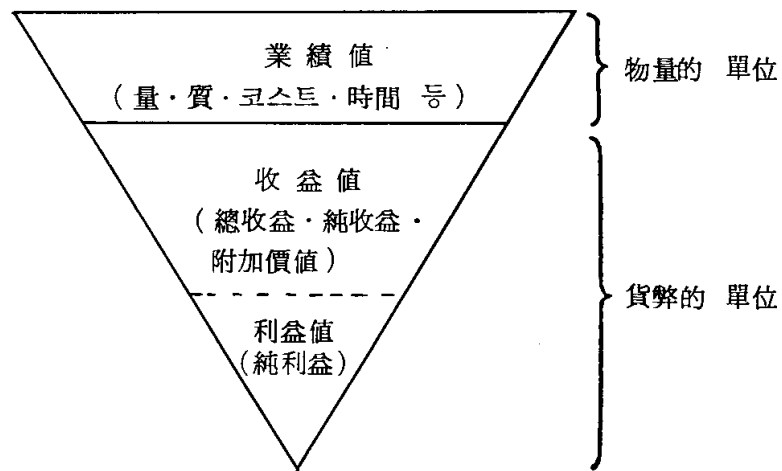 業績値
(量·質·코스트·時間 등)
物量的 單位
收益値
(總收益·純收益·
附加價値)
利益値
(純利益)
貨弊的 單位